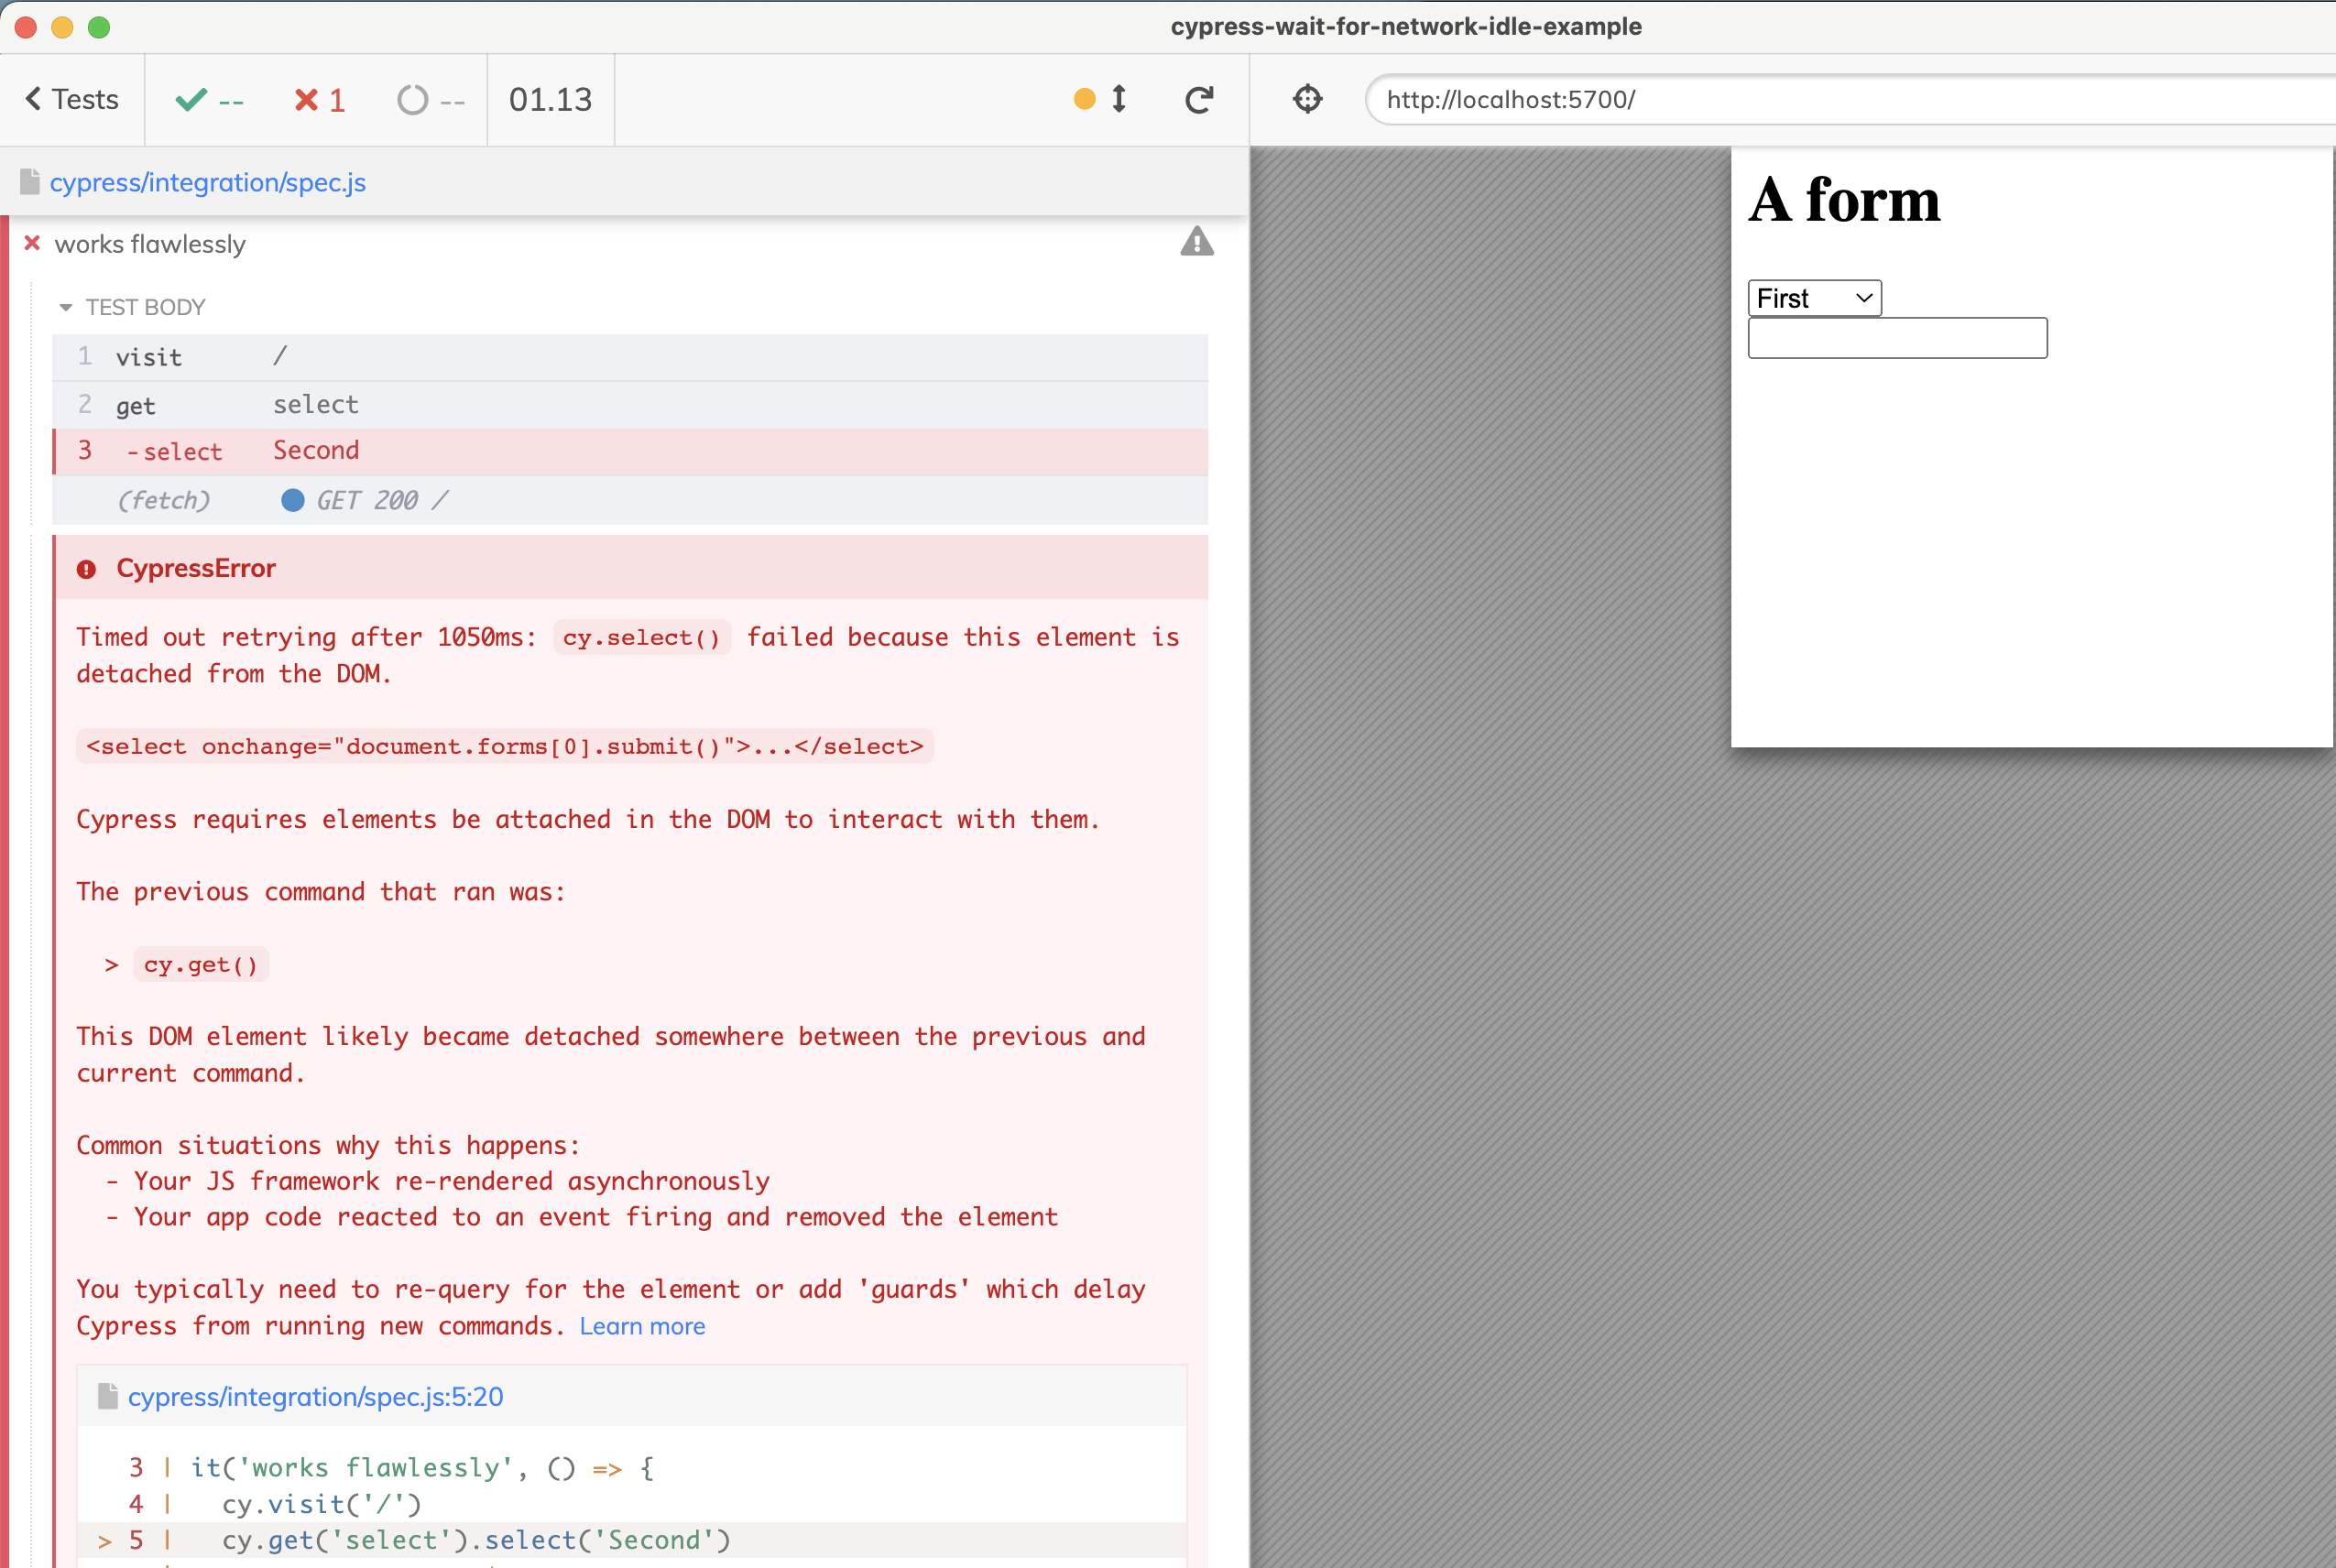 cypress-wait-for-network-idle-example
Tests
--
1
--
01.13
http://localhost:5700/
cypress/integration/spec.js
works flawlessly
TEST BODY
1 visit /
2 get select
3 -select Second
(fetch) GET 200 /
CypressError
Timed out retrying after 1050ms: cy.select() failed because this element is
detached from the DOM.
<select onchange="document.forms[0].submit()">...</select>
Cypress requires elements be attached in the DOM to interact with them.
The previous command that ran was:
> cy.get()
This DOM element likely became detached somewhere between the previous and
current command.
Common situations why this happens:
- Your JS framework re-rendered asynchronously
- Your app code reacted to an event firing and removed the element
You typically need to re-query for the element or add 'guards' which delay
Cypress from running new commands. Learn more
cypress/integration/spec.js:5:20
3 | it('works flawlessly', () => {
4 | cy.visit('/')
> 5 | cy.get('select').select('Second')
A form
First